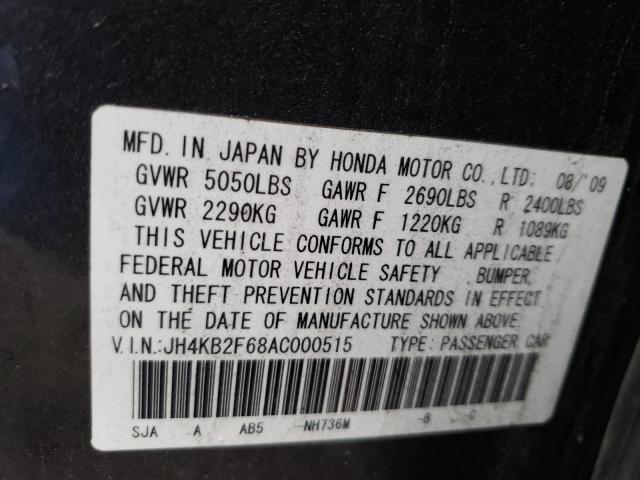 MFD. IN JAPAN BY HONDA MOTOR CO., LTD: 08/'09
GVWR 5050LBS GAWR F 2690LBS R 2400LBS
GVWR 2290KG GAWR F 1220KG R 1089KG
THIS VEHICLE CONFORMS TO ALL APPLICABLE
FEDERAL MOTOR VEHICLE SAFETY , BUMPER,
AND THEFT PREVENTION STANDARDS IN EFFECT
ON THE DATE OF MANUFACTURE SHOWN ABOVE.
V.I.N.:JH4KB2F68AC000515 TYPE: PASSENGER CAR
SJA -A AB5 -NH736M -B -C